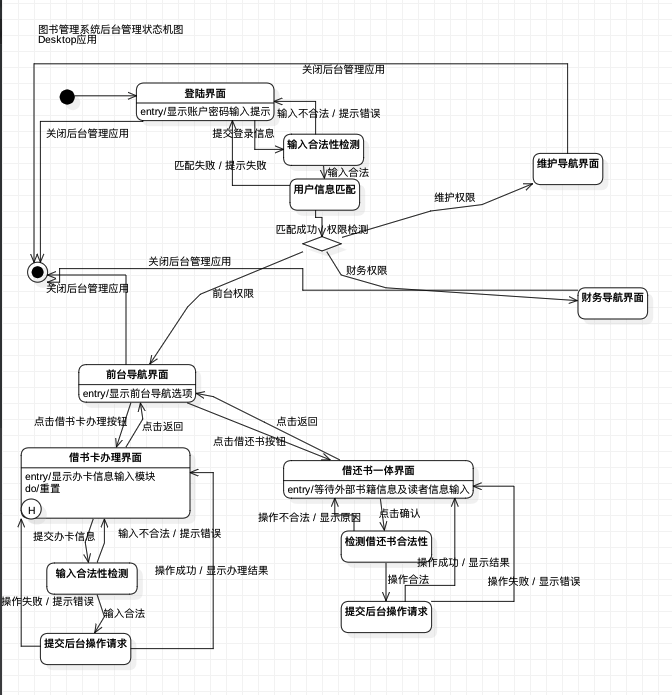 图书管理系统后台管理状态机图
Desktop应用
关闭后台管理应用
登陆界面
entry/显示账户密码输入提示
输入不合法 / 提示错误
关闭后台管理应用
提交登录信息
输入合法性检测
匹配失败 / 提示失败
输入合法
维护导航界面
用户信息匹配
维护权限
匹配成功
权限检测
关闭后台管理应用
财务权限
关闭后台管理应用
前台权限
财务导航界面
前台导航界面
entry/显示前台导航选项
点击借书卡办理按钮
点击返回
点击返回
点击借还书按钮
借书卡办理界面
entry/显示办卡信息输入模块
do/重置
H
借还书一体界面
entry/等待外部书籍信息及读者信息输入
操作不合法 / 显示原因
点击确认
提交办卡信息
输入不合法 / 提示错误
检测借还书合法性
操作成功 / 显示结果
输入合法性检测
操作成功 / 显示办理结果
操作合法
操作失败 / 显示错误
操作失败 / 提示错误
输入合法
提交后台操作请求
提交后台操作请求